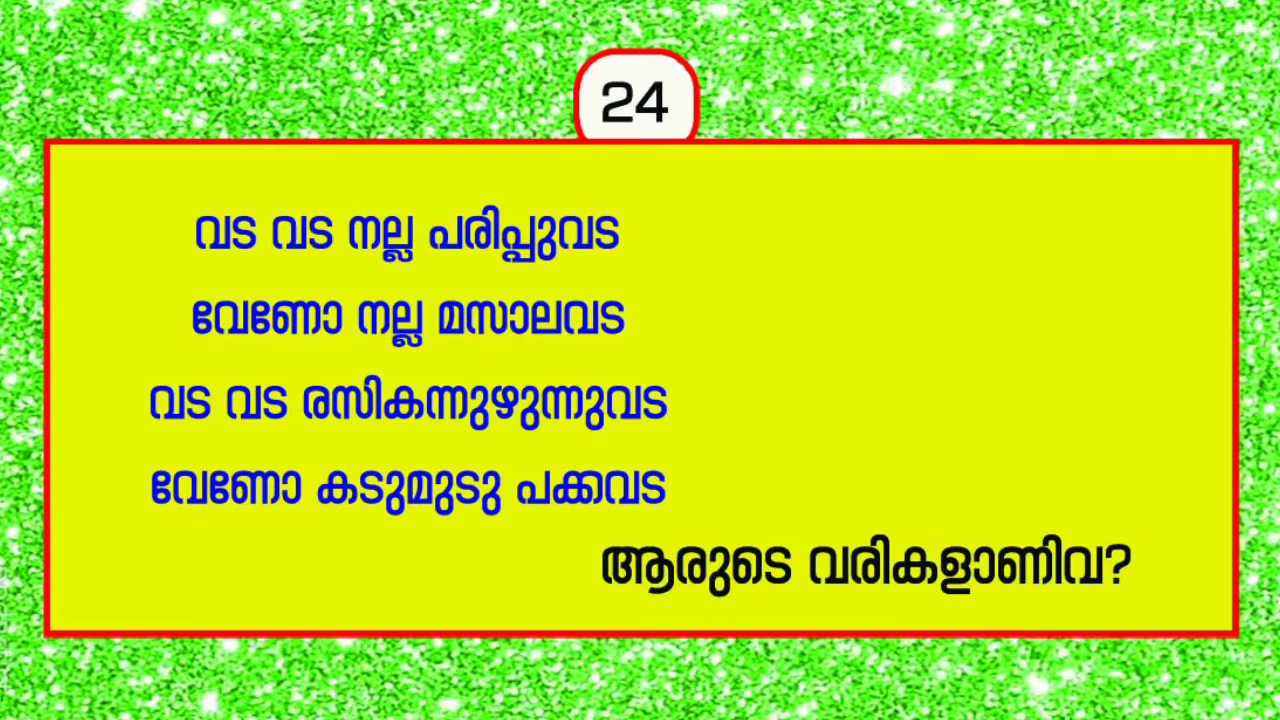 24
വട വട നല്ല പരിപ്പുവട
വേണോ നല്ല മസാലവട
വട വട രസികന്നുഴുന്നുവട
വേണോ കടുമുടു പക്കവട
ആരുടെ വരികളാണിവ?